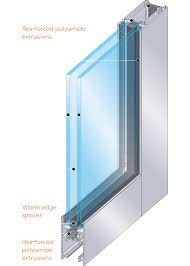 Reinforced polyamide
extrusions
Warm edge
spacer
Reinforced
polyamide
extrusions